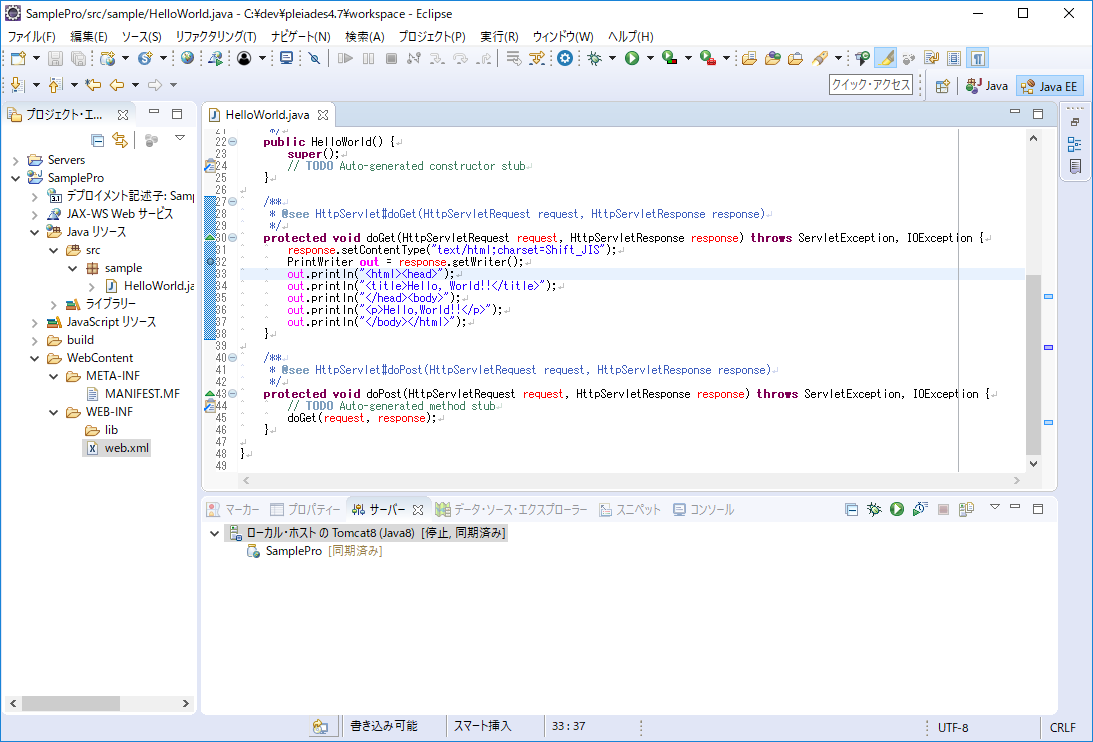 SamplePro/src/sample/HelloWorld.java - C:¥dev¥pleiades4.7¥workspace - Eclipse
ファイル(F) 編集(E) ソース(S) リファクタリング(T) ナビゲート(N) 検索(A) プロジェクト(P) 実行(R) ウィンドウ(W) ヘルプ(H)
クイック・アクセス Java Java EE
プロジェクト・エ...
Servers
SamplePro
デプロイメント記述子: Sam
JAX-WS Web サービス
Java リソース
src
sample
HelloWorld.ja
ライブラリー
JavaScript リソース
build
WebContent
META-INF
MANIFEST.MF
WEB-INF
lib
web.xml
HelloWorld.java
21 */
22 public HelloWorld() {
23 super();
24 // TODO Auto-generated constructor stub
25 }
26
27 /**
28 * @see HttpServlet#doGet(HttpServletRequest request, HttpServletResponse response)
29 */
30 protected void doGet(HttpServletRequest request, HttpServletResponse response) throws ServletException, IOException {
31 response.setContentType("text/html;charset=Shift_JIS");
32 PrintWriter out = response.getWriter();
33 out.println("<html><head>");
34 out.println("<title>Hello, World!!</title>");
35 out.println("</head><body>");
36 out.println("<p>Hello,World!!</p>");
37 out.println("</body></html>");
38 }
39
40 /**
41 * @see HttpServlet#doPost(HttpServletRequest request, HttpServletResponse response)
42 */
43 protected void doPost(HttpServletRequest request, HttpServletResponse response) throws ServletException, IOException {
44 // TODO Auto-generated method stub
45 doGet(request, response);
46 }
47
48 }
49
マーカー プロパティー サーバー データ・ソース・エクスプローラー スニペット コンソール
ローカル・ホスト の Tomcat8 (Java8) [停止, 同期済み]
SamplePro [同期済み]
書き込み可能 スマート挿入 33 : 37 UTF-8 CRLF